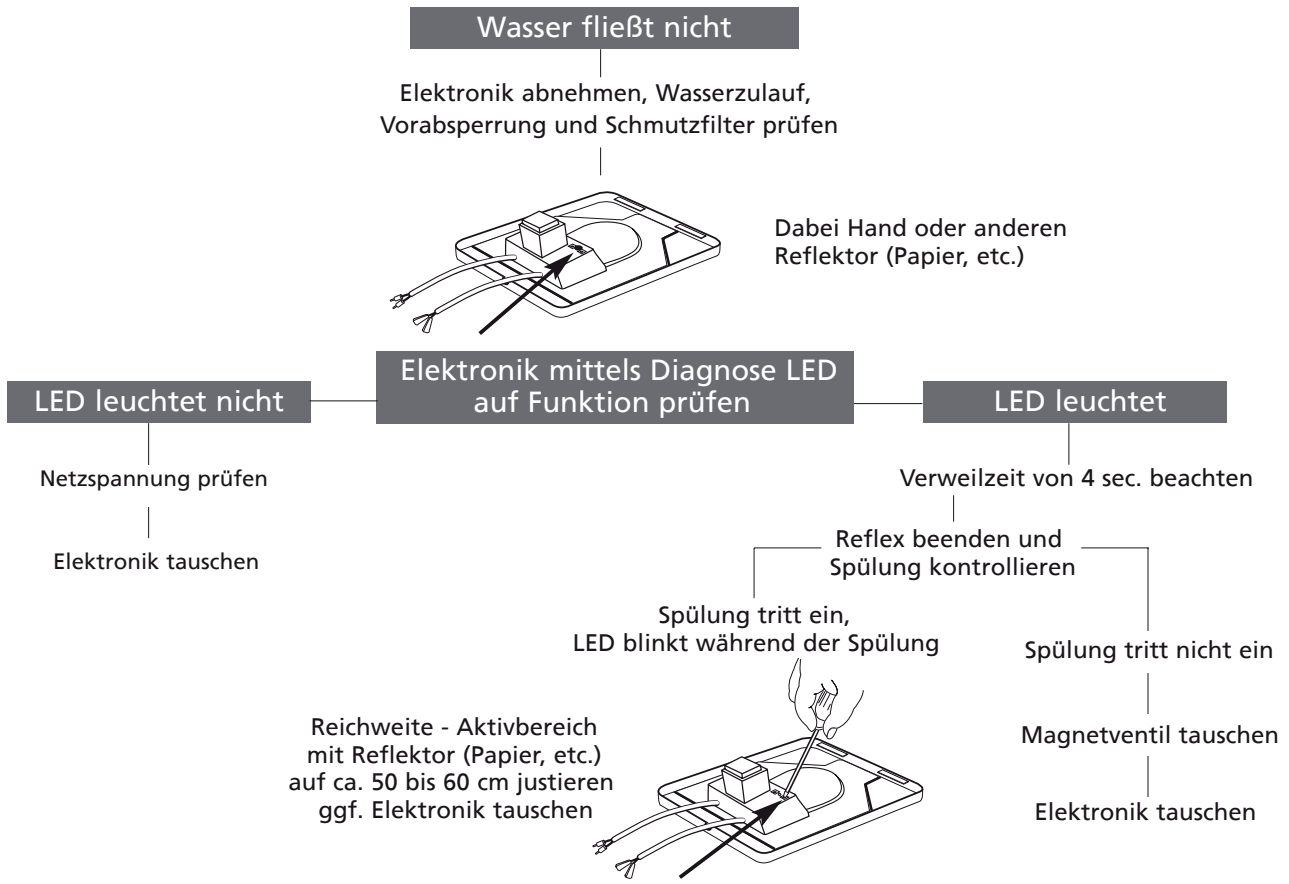 Wasser fließt nicht
Elektronik abnehmen, Wasserzulauf,
Vorabsperrung und Schmutzfilter prüfen
Dabei Hand oder anderen
Reflektor (Papier, etc.)
Elektronik mittels Diagnose LED
auf Funktion prüfen
LED leuchtet nicht
Netzspannung prüfen
Elektronik tauschen
LED leuchtet
Verweilzeit von 4 sec. beachten
Reflex beenden und
Spülung kontrollieren
Spülung tritt ein,
LED blinkt während der Spülung
Reichweite - Aktivbereich
mit Reflektor (Papier, etc.)
auf ca. 50 bis 60 cm justieren
ggf. Elektronik tauschen
Spülung tritt nicht ein
Magnetventil tauschen
Elektronik tauschen